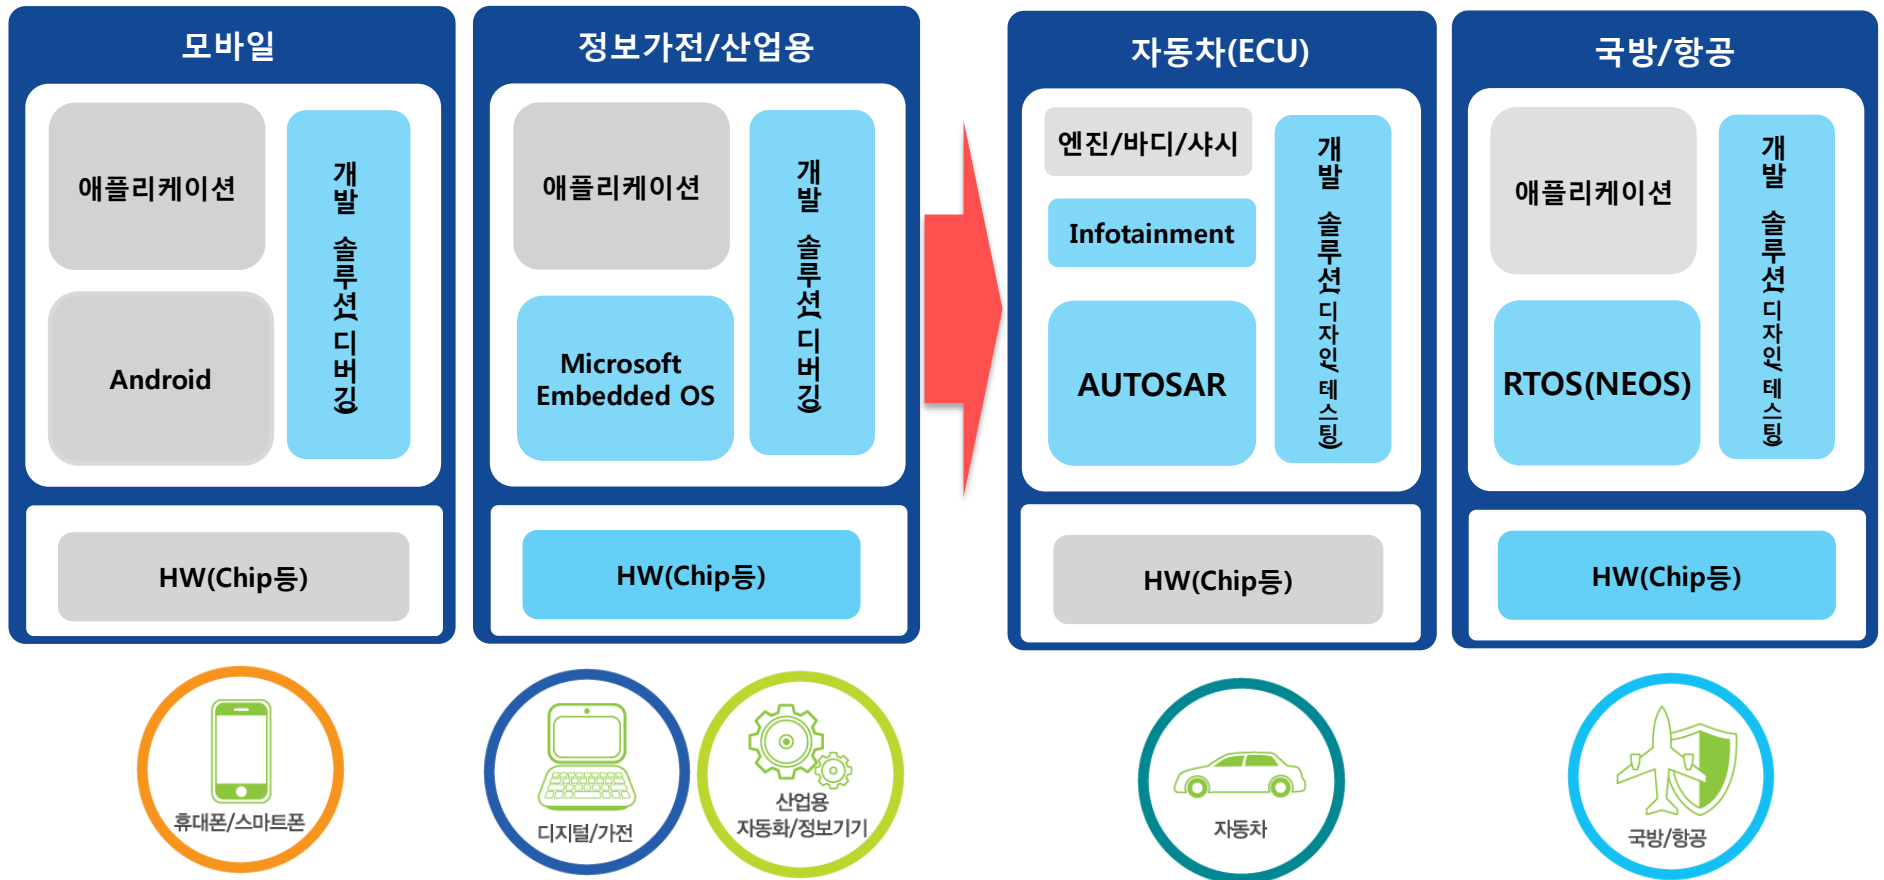 모바일
애플리케이션
Android
개발 솔루션(디버깅)
HW(Chip등)
휴대폰/스마트폰
정보가전/산업용
애플리케이션
Microsoft
Embedded OS
개발 솔루션(디버깅)
HW(Chip등)
디지털/가전
산업용
자동화/정보기기
자동차(ECU)
엔진/바디/샤시
Infotainment
AUTOSAR
개발 솔루션(디자인/테스팅)
HW(Chip등)
자동차
국방/항공
애플리케이션
RTOS(NEOS)
개발 솔루션(디자인/테스팅)
HW(Chip등)
국방/항공